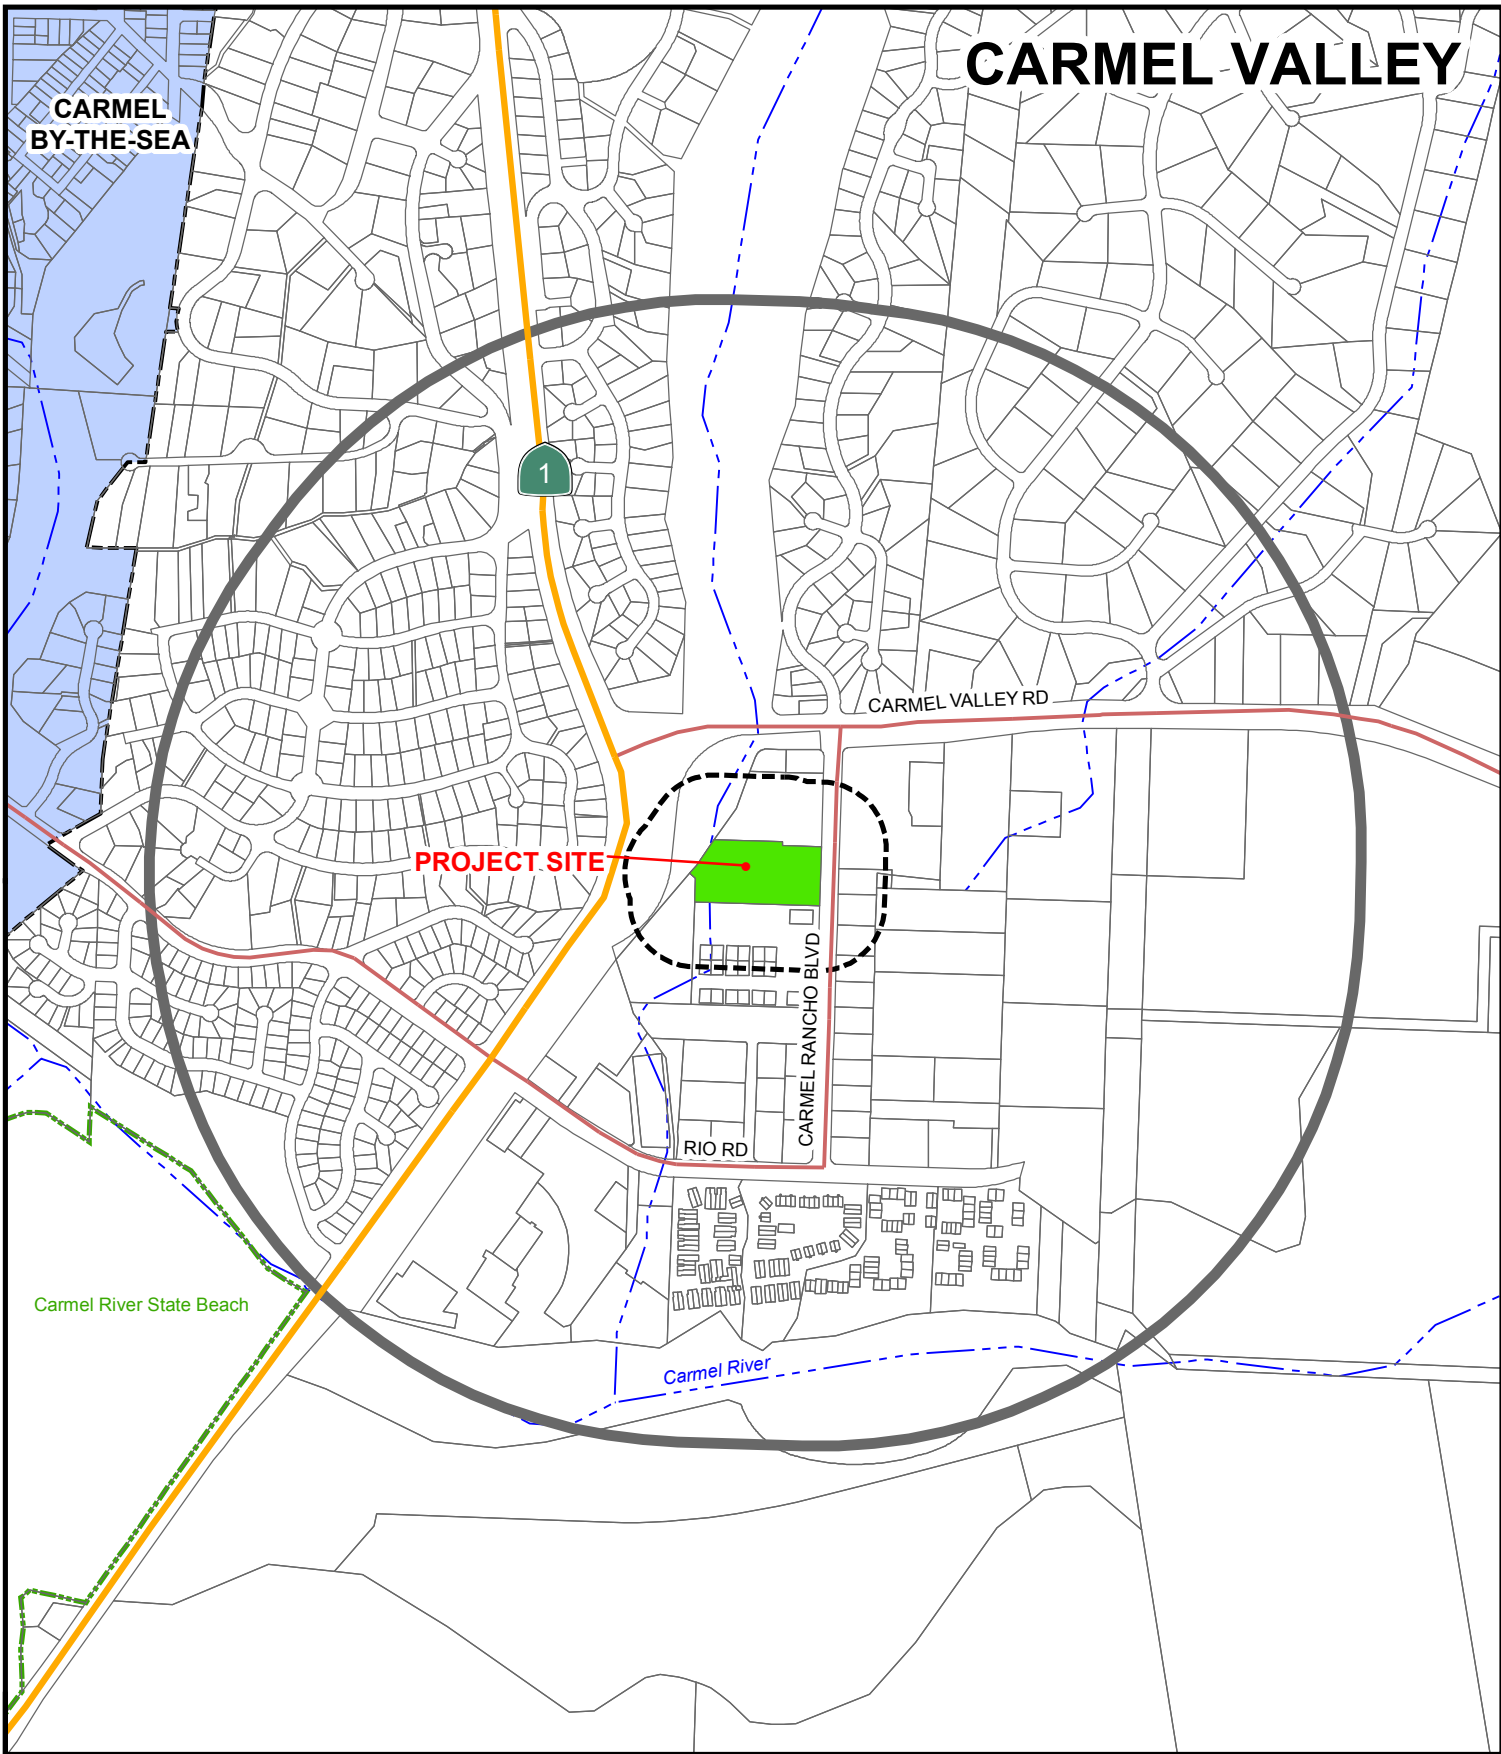 CARMEL VALLEY
CARMEL
BY-THE-SEA
1
CARMEL VALLEY RD
PROJECT SITE
CARMEL RANCHO BLVD
RIO RD
Carmel River State Beach
Carmel River